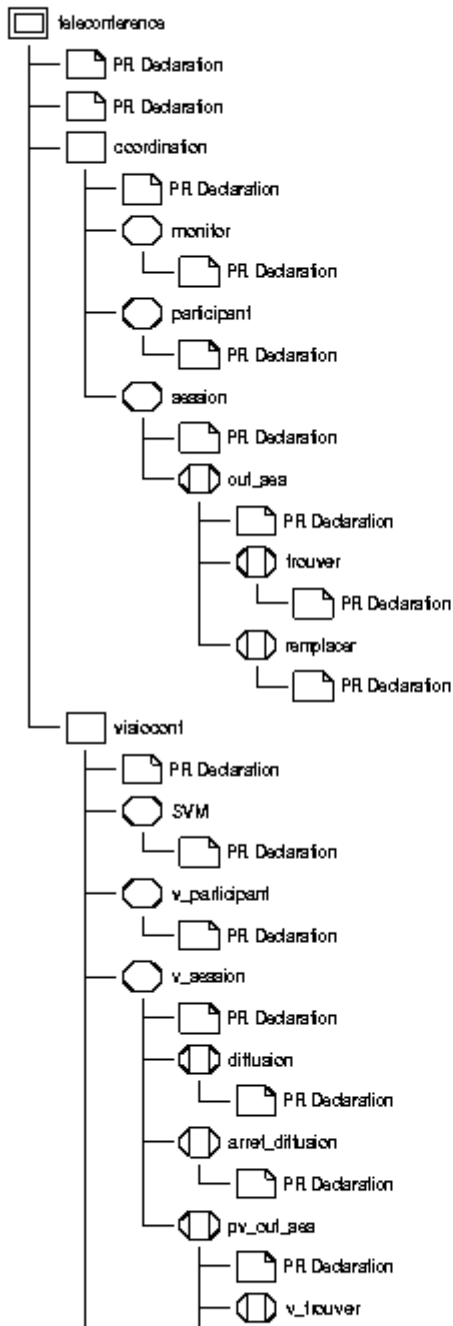 teleconference
PR Declaration
PR Declaration
coordination
PR Declaration
monitor
PR Declaration
participant
PR Declaration
session
PR Declaration
out_ses
PR Declaration
trouver
PR Declaration
remplacer
PR Declaration
visioconf
PR Declaration
SVM
PR Declaration
v_participant
PR Declaration
v_session
PR Declaration
diffusion
PR Declaration
arret_diffusion
PR Declaration
pv_out_ses
PR Declaration
v_trouver